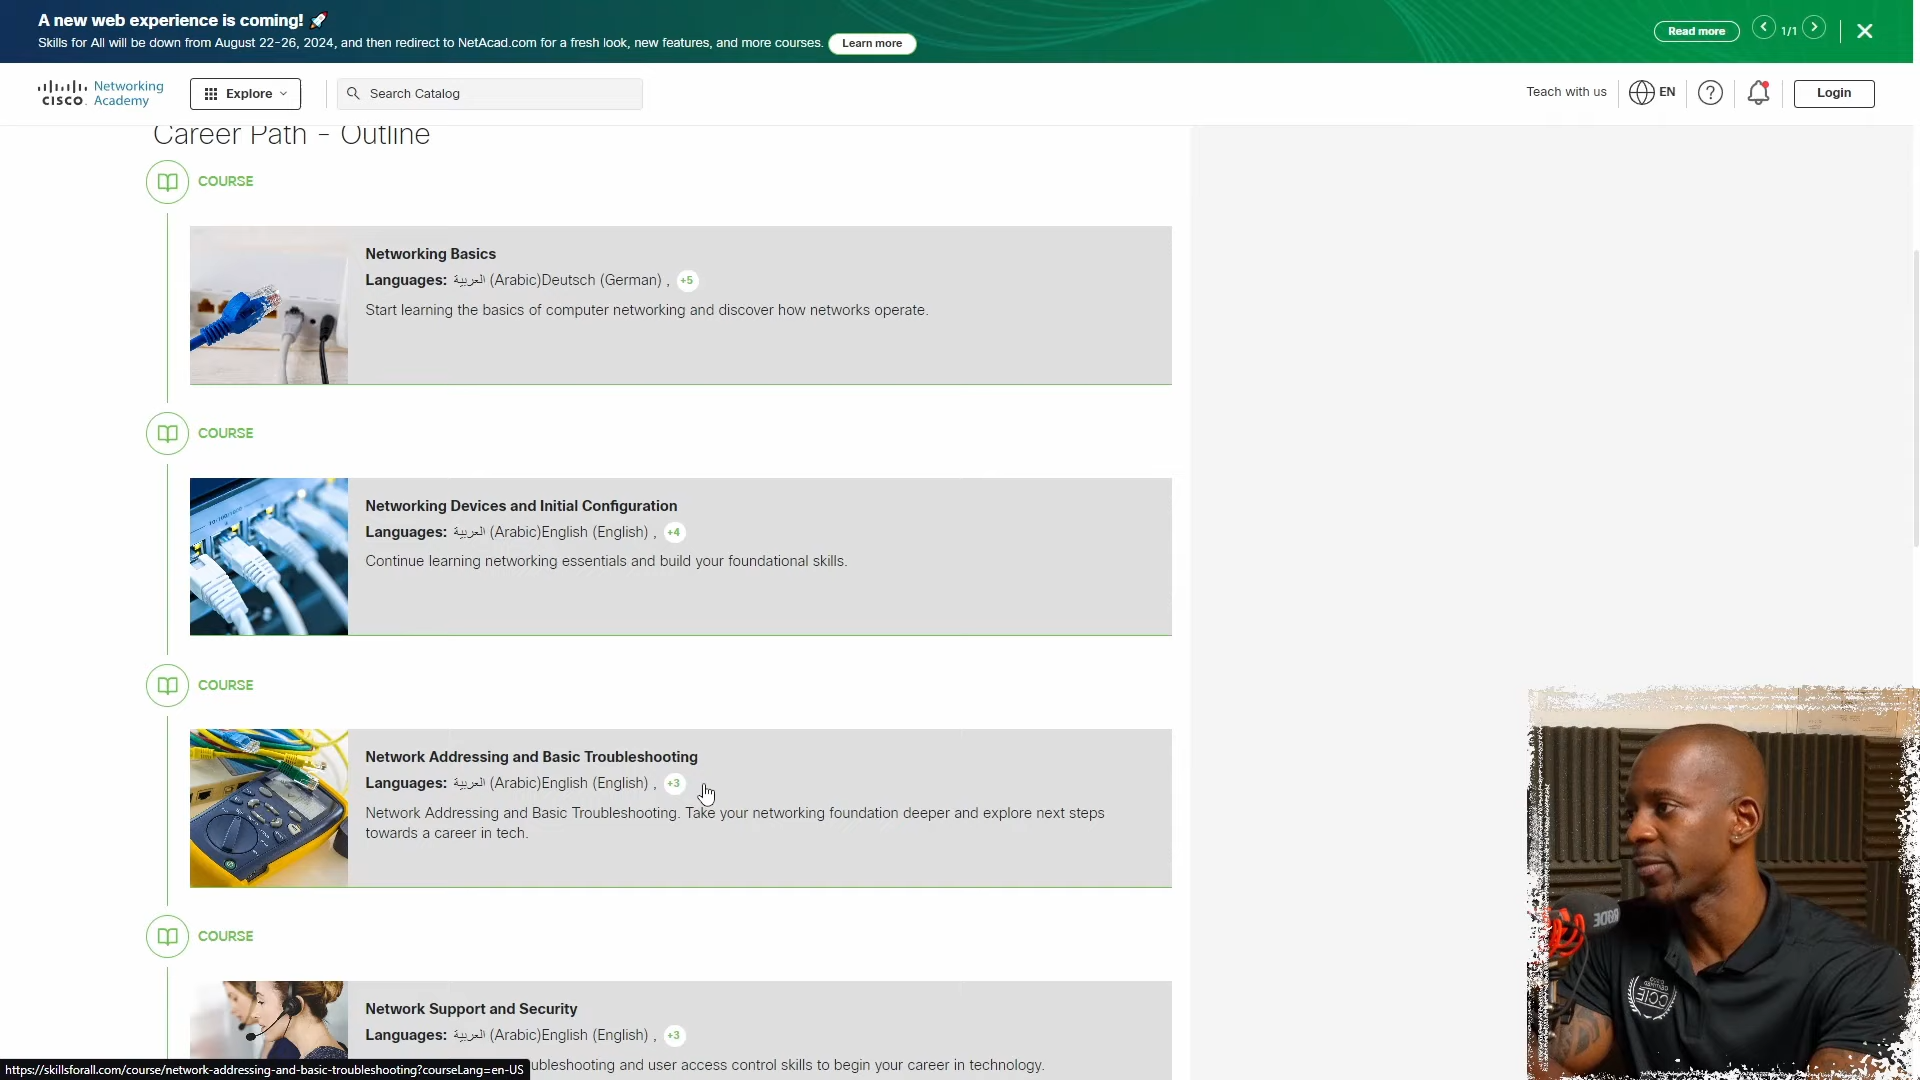 A new web experience is coming! 🚀
Skills for All will be down from August 22-26, 2024, and then redirect to NetAcad.com for a fresh look, new features, and more courses.
Learn more
Read more
1/1
CISCO. Networking Academy
Explore
Search Catalog
Teach with us
EN
Login
Career Path - Outline
COURSE
Networking Basics
Languages: العربية (Arabic)Deutsch (German) , +5
Start learning the basics of computer networking and discover how networks operate.
COURSE
Networking Devices and Initial Configuration
Languages: العربية (Arabic)English (English) , +4
Continue learning networking essentials and build your foundational skills.
COURSE
Network Addressing and Basic Troubleshooting
Languages: العربية (Arabic)English (English) , +3
Network Addressing and Basic Troubleshooting. Take your networking foundation deeper and explore next steps
towards a career in tech.
COURSE
Network Support and Security
Languages: العربية (Arabic)English (English) , +3
ubleshooting and user access control skills to begin your career in technology.
https://skillsforall.com/course/network-addressing-and-basic-troubleshooting?courseLang=en-US
RØDE
CCIE